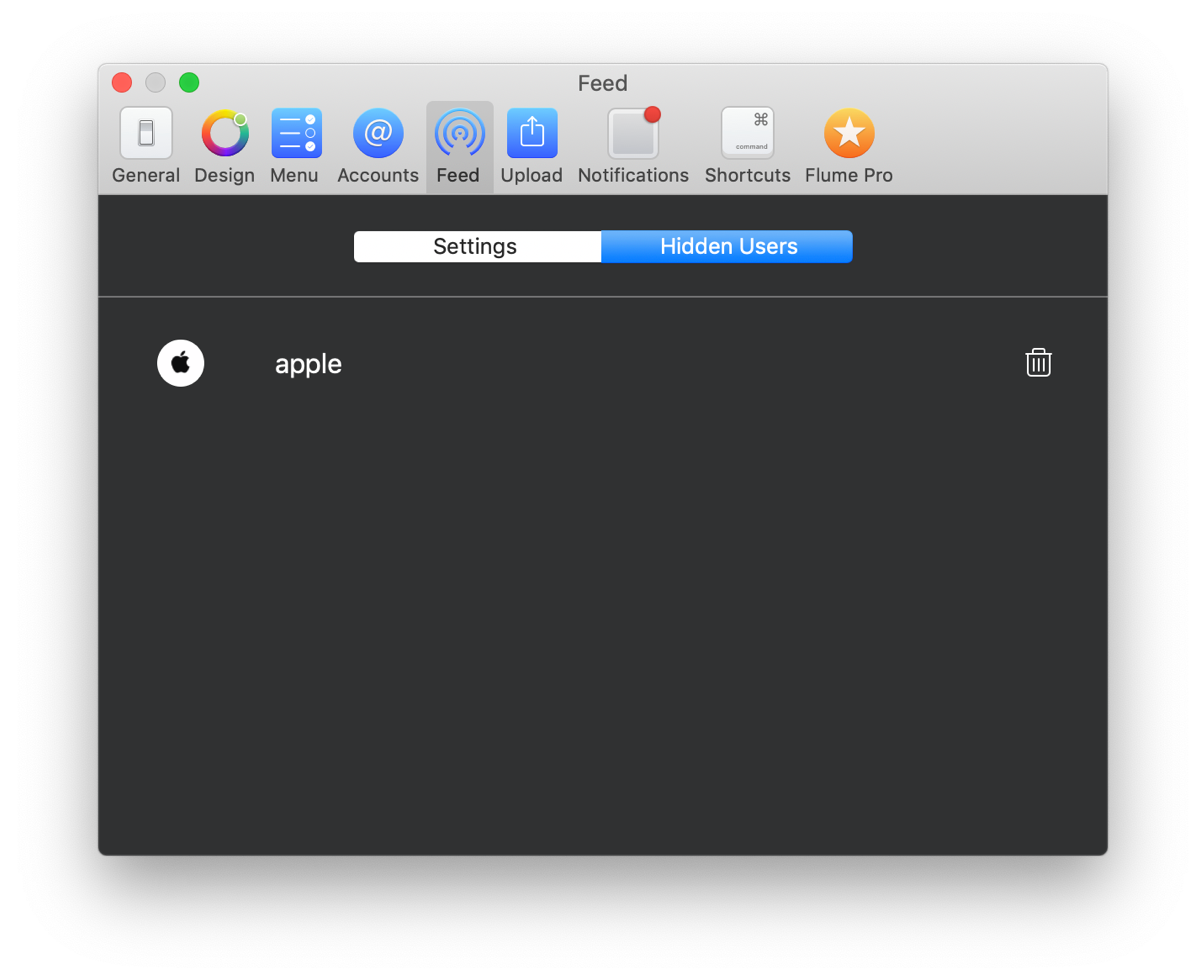 Feed
@
⌘
command
General Design Menu Accounts Feed Upload Notifications Shortcuts Flume Pro
Settings Hidden Users
apple